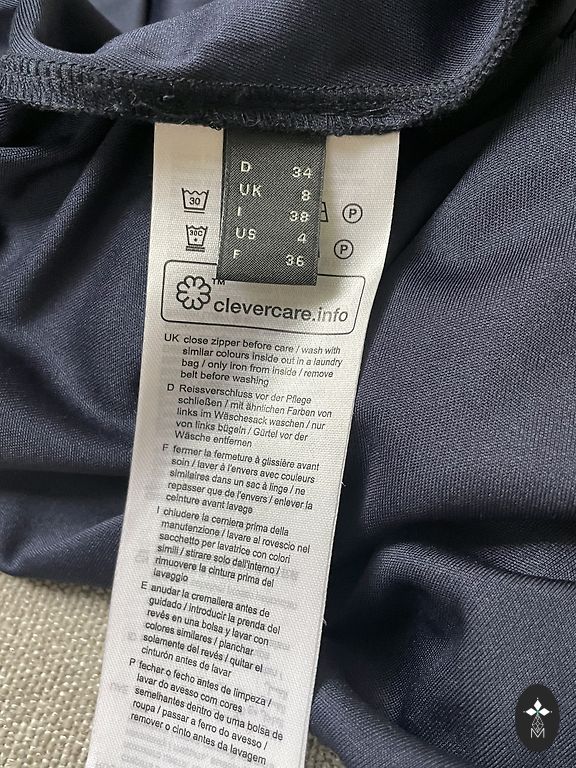 D 34
UK 8
I 38
US 4
F 36
30
P
30C
P
TM
clevercare.info
UK close zipper before care / wash with
similar colours inside out in a laundry
bag / only iron from inside / remove
belt before washing
D Reissverschluss vor der Pflege
schließen / mit ähnlichen Farben von
links im Wäschesack waschen / nur
von links bügeln / Gürtel vor der
Wäsche entfernen
F fermer la fermeture à glissière avant
soin / laver à l'envers avec couleurs
similaires dans un sac à linge / ne
repasser que de l'envers / enlever la
ceinture avant lavage
I chiudere la cerniera prima della
manutenzione / lavare al rovescio nel
sacchetto per lavatrice con colori
simili / stirare solo dall'interno /
rimuovere la cintura prima del
lavaggio
E anudar la cremallera antes de
guidado / introducir la prenda del
revés en una bolsa y lavar con
colores similares / planchar
solamente del revés / quitar el
cinturón antes de lavar
P fechar o fecho antes de limpeza /
lavar do avesso com cores
semelhantes dentro de uma bolsa de
roupa / passar a ferro do avesso /
remover o cinto antes da lavagem
M